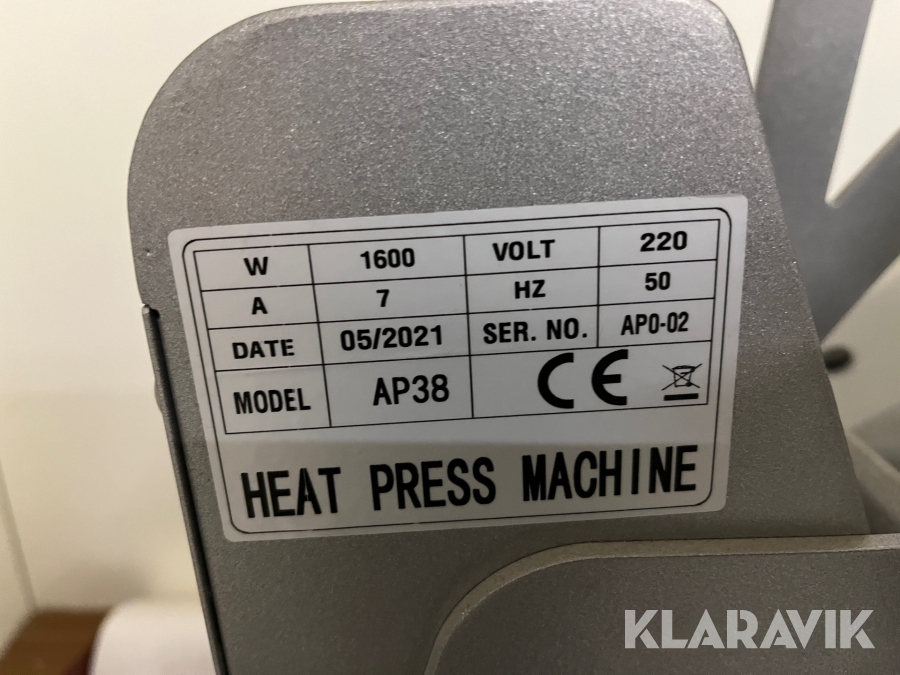 W 1600 VOLT 220
A 7 HZ 50
DATE 05/2021 SER. NO. AP0-02
MODEL AP38 CE
HEAT PRESS MACHINE
KLARAVIK